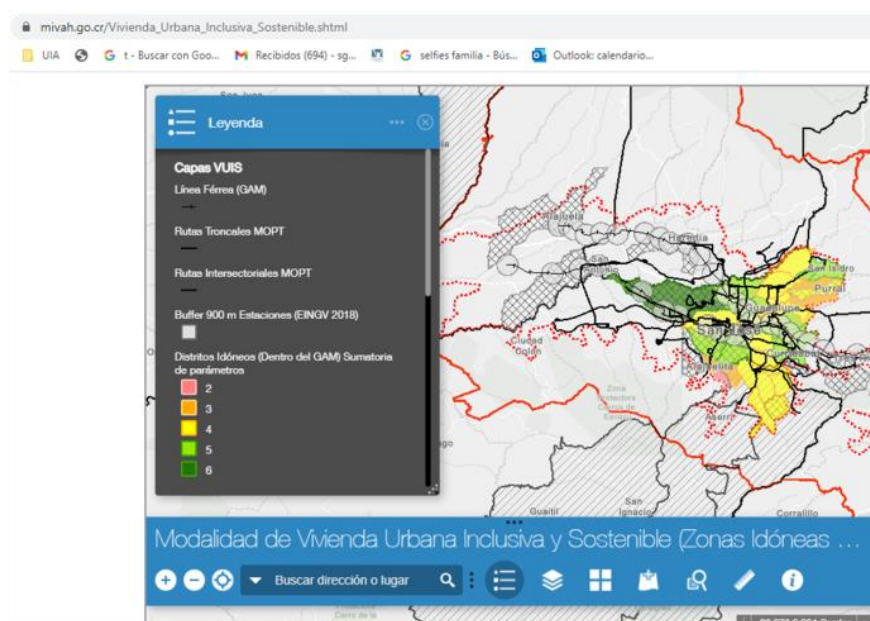 mivah.go.cr/Vivienda_Urbana_Inclusiva_Sostenible.shtml
UIA
t - Buscar con Goo...
Recibidos (694) - sg...
selfies familia - Bús...
Outlook: calendario...
Leyenda
Capas VUIS
Línea Férrea (GAM)
Rutas Troncales MOPT
Rutas Intersectoriales MOPT
Buffer 900 m Estaciones (EINGV 2018)
Distritos Idóneos (Dentro del GAM) Sumatoria
de parámetros
2
3
4
5
6
Alajuela
Heredia
San
Antonio
San Isidro
Purral
Guadalupe
San José
Ciudad
Colón
Alajuelita
Zona
Protectora
Cerros de
Escazú
Aserrí
Guaitil
San
Ignacio
Corralillo
Modalidad de Vivienda Urbana Inclusiva y Sostenible (Zonas Idóneas ...
Buscar dirección o lugar